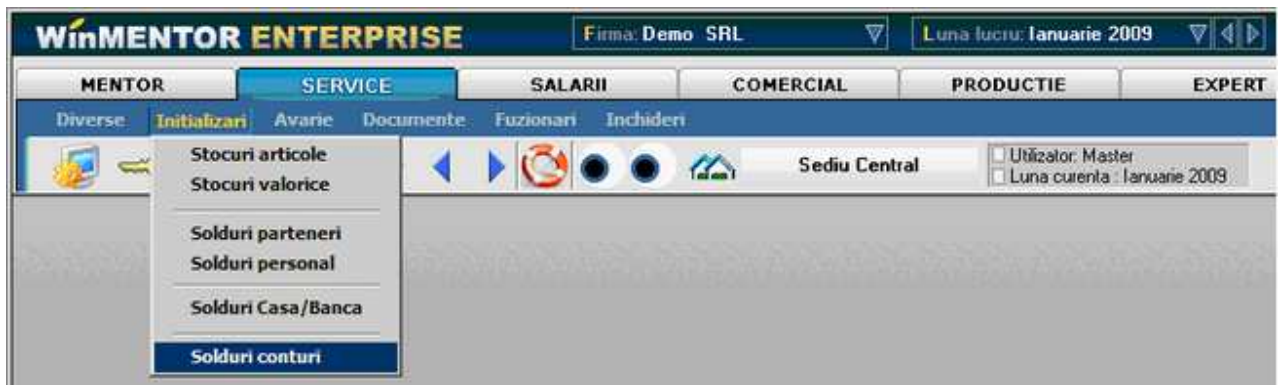 WinMENTOR ENTERPRISE Firma: Demo SRL Luna lucru: Ianuarie 2009
MENTOR SERVICE SALARII COMERCIAL PRODUCTIE EXPERT
Diverse Initializari Avarie Documente Fuzionari Inchideri
Stocuri articole
Stocuri valorice
Sediu Central
Utilizator: Master
Luna curenta : Ianuarie 2009
Solduri parteneri
Solduri personal
Solduri Casa/Banca
Solduri conturi